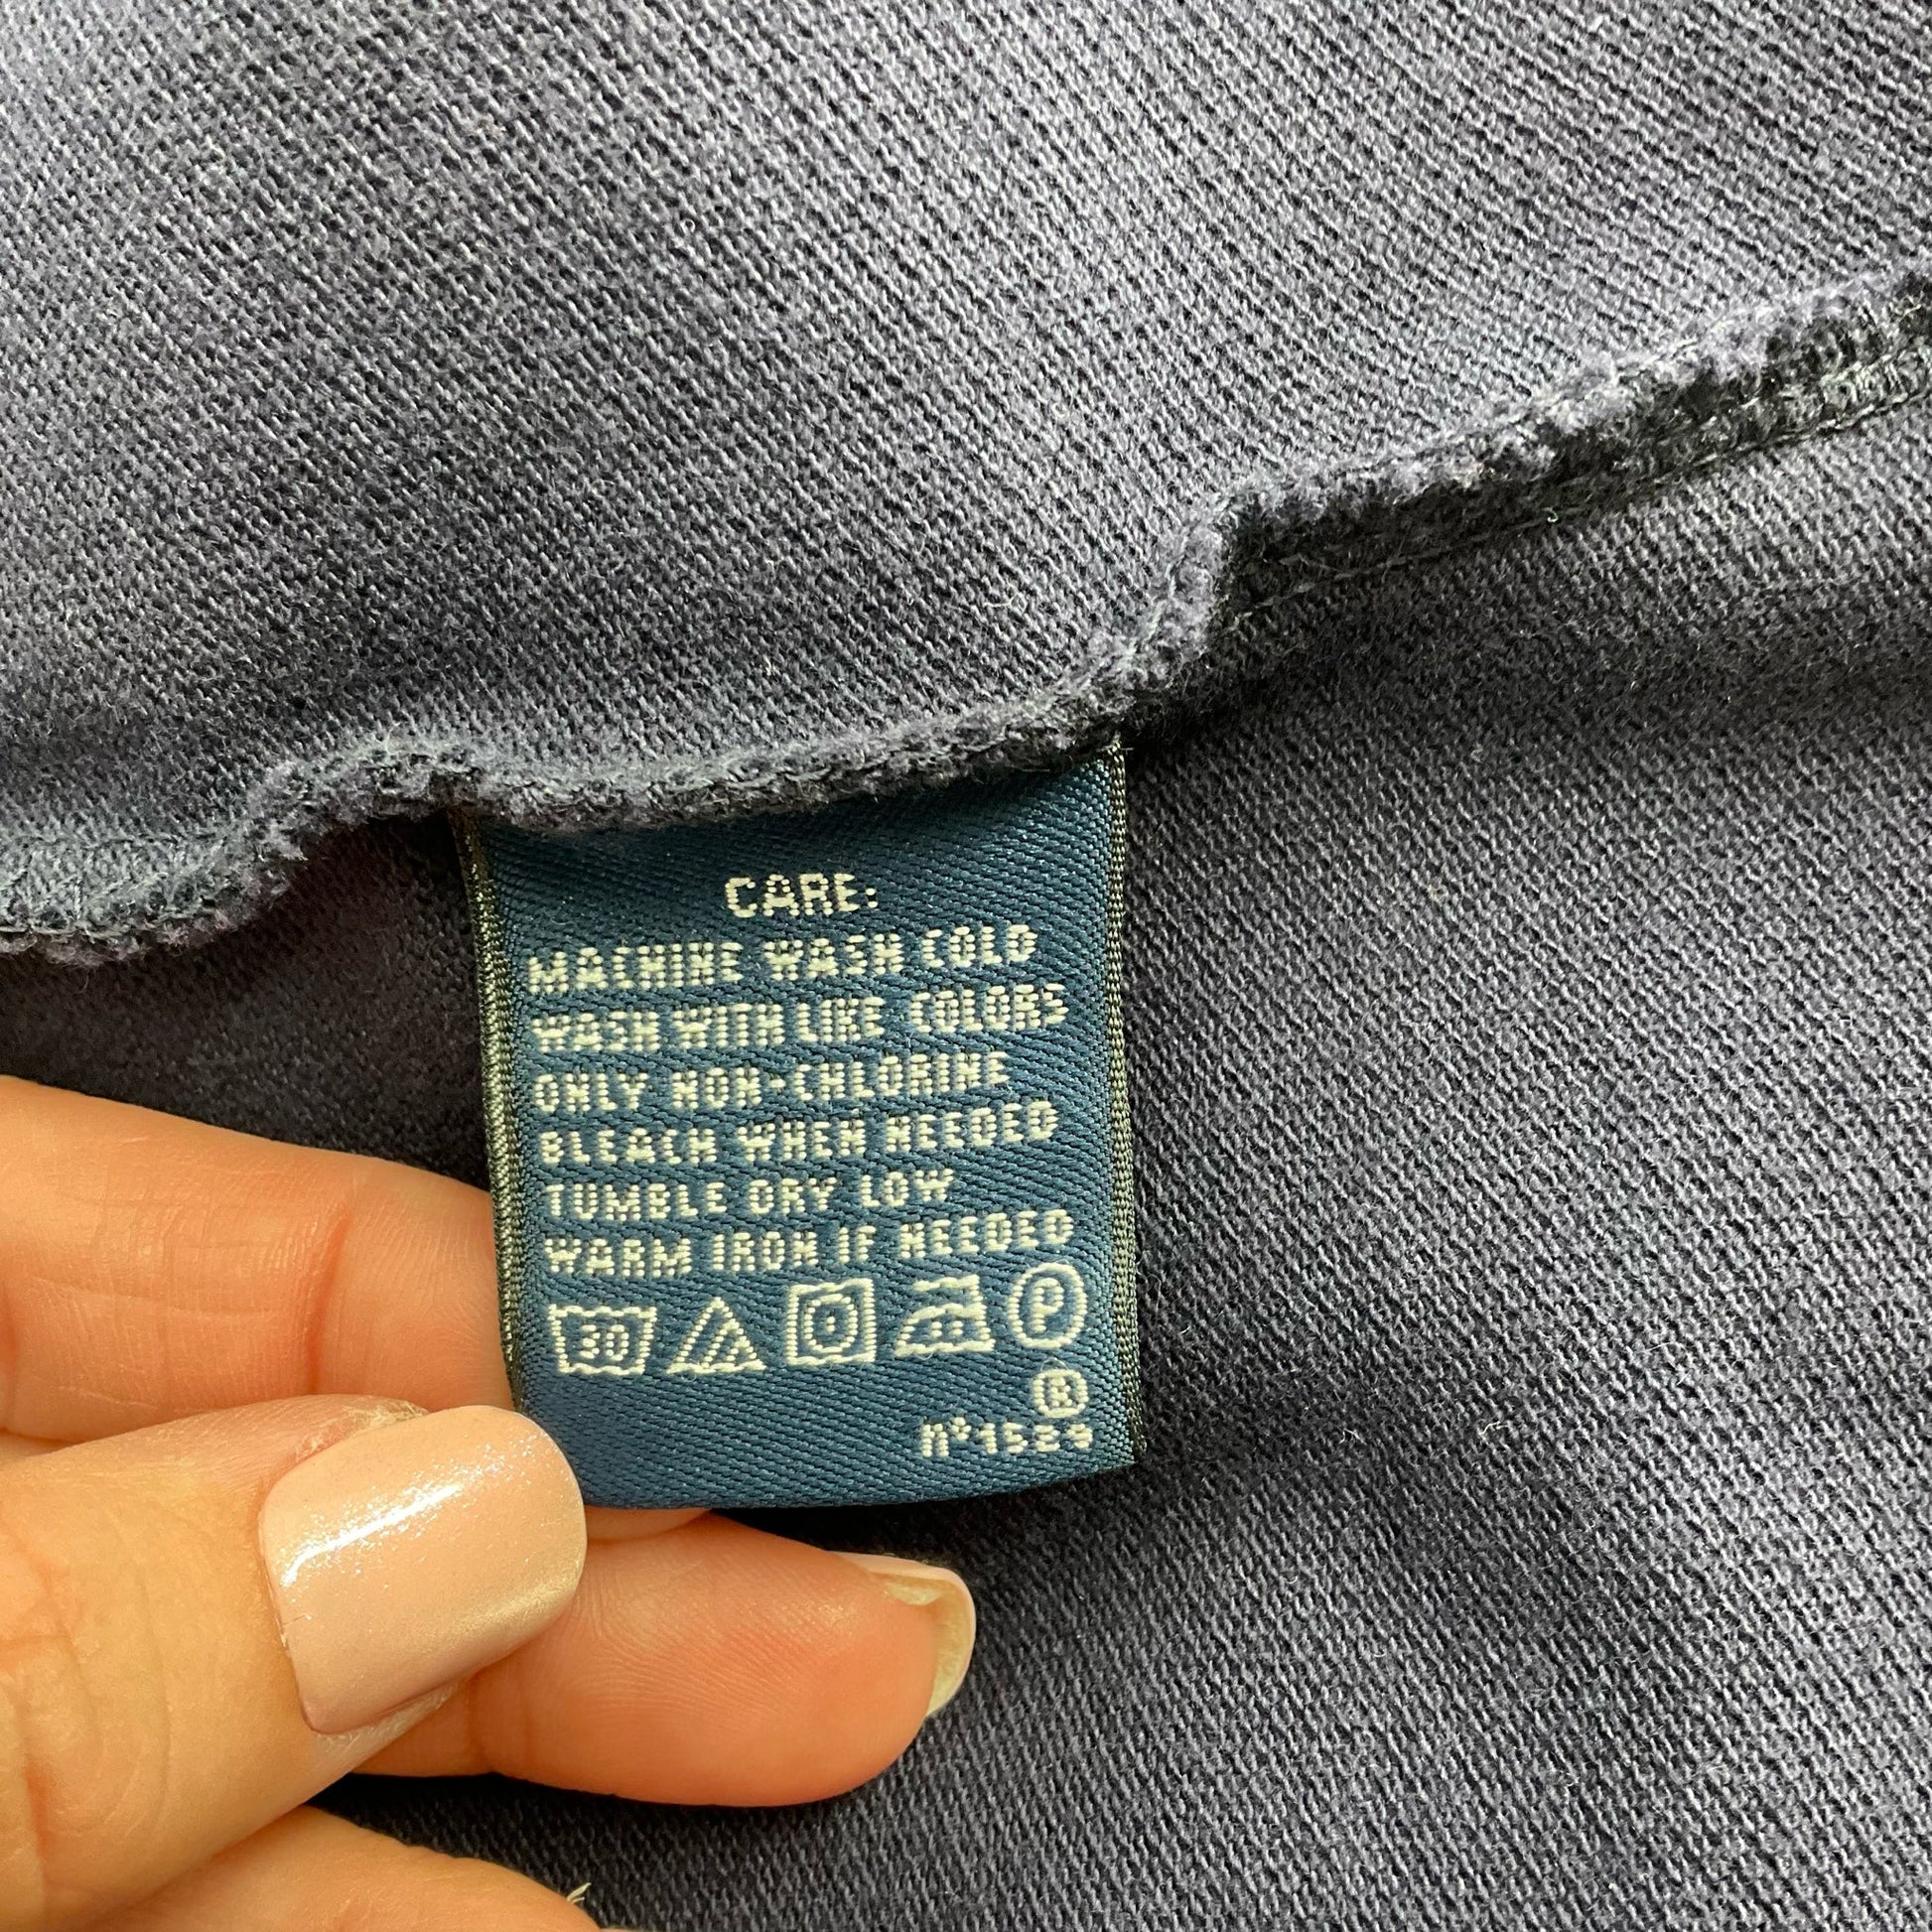 CARE:
MACHINE WASH COLD
WASH WITH LIKE COLORS
ONLY NON-CHLORINE
BLEACH WHEN NEEDED
TUMBLE DRY LOW
WARM IRON IF NEEDED
30 P
®
Nº1529